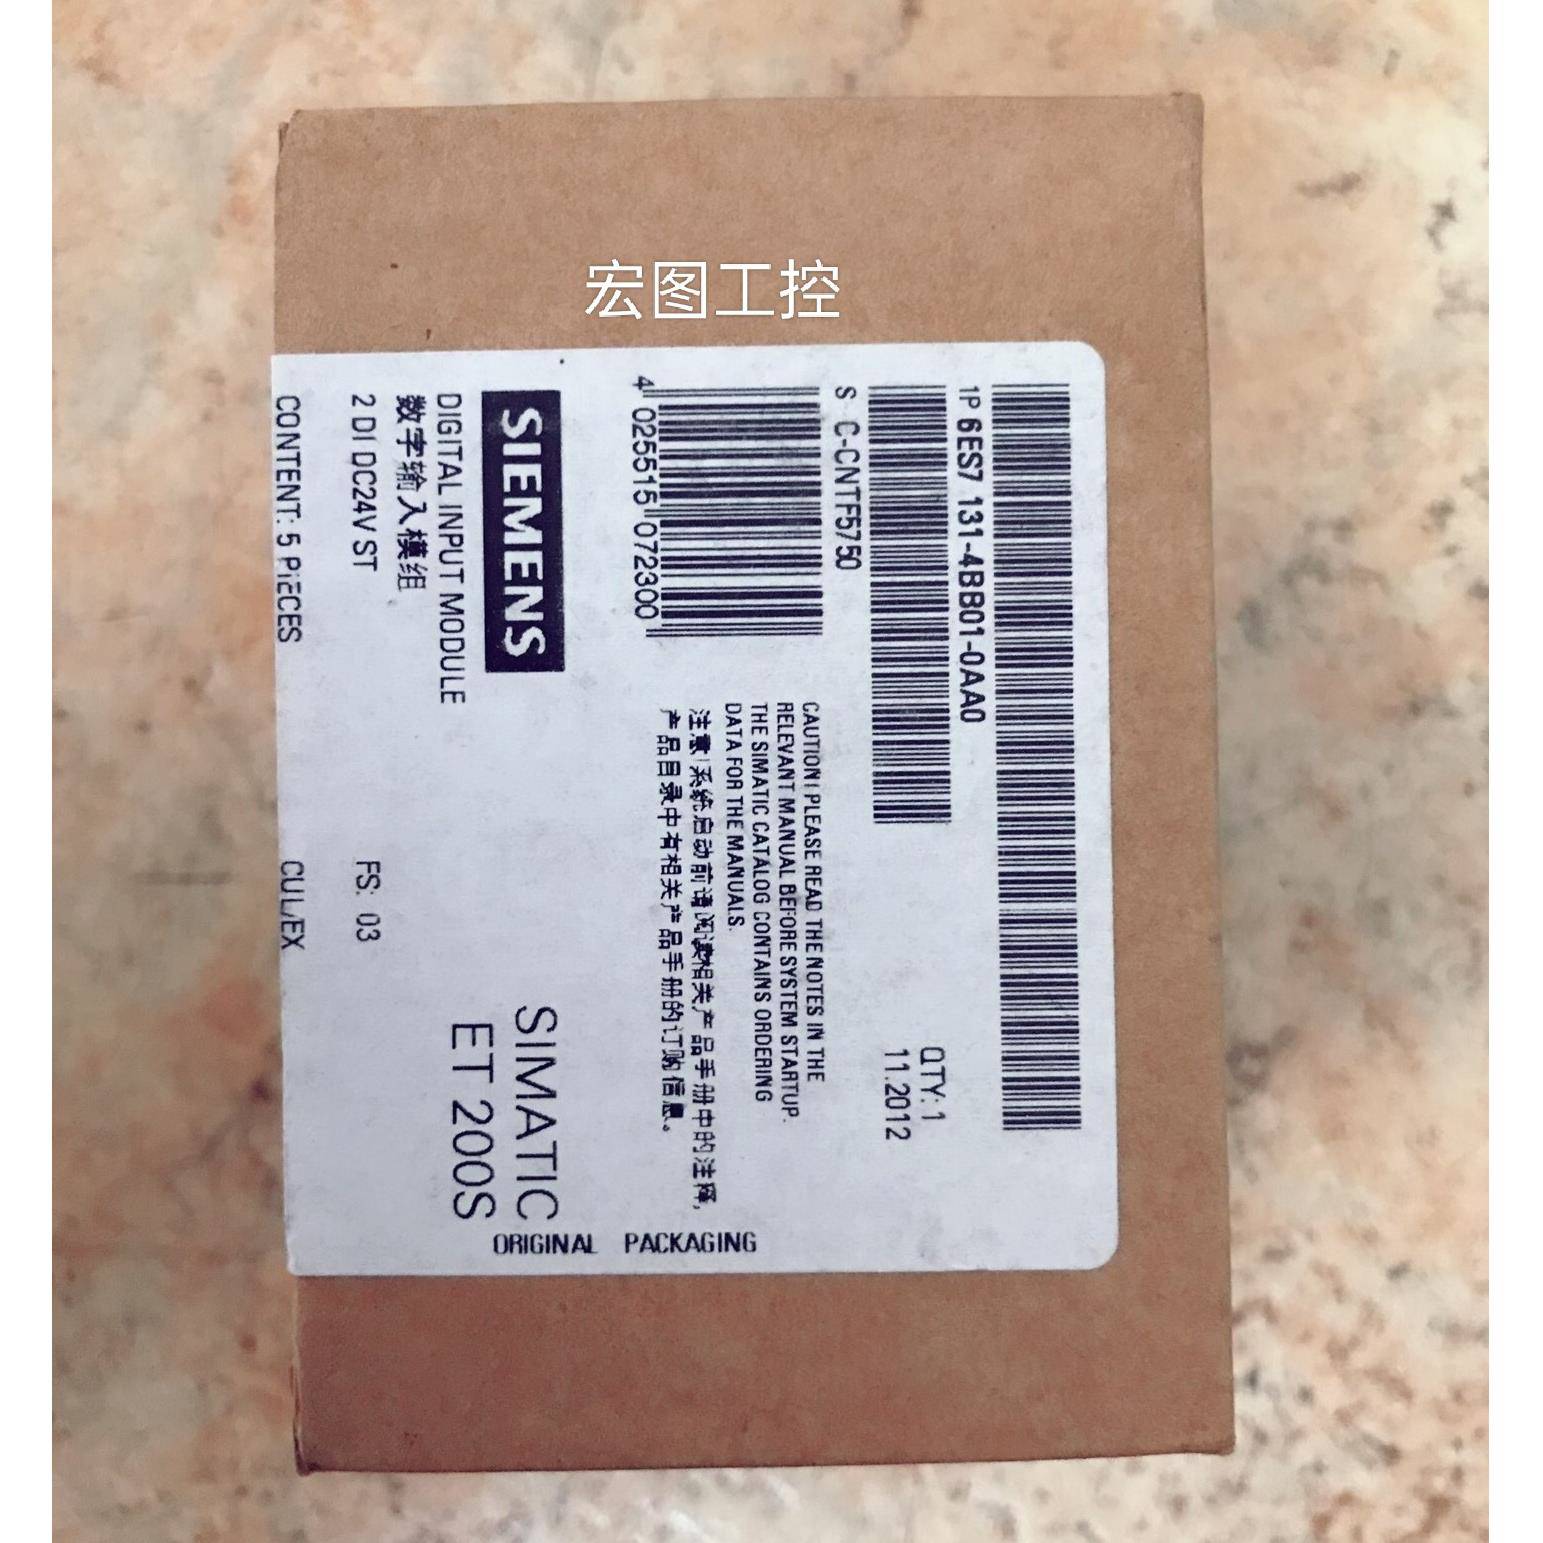 宏图工控
1P 6ES7 131-4BB01-0AA0
S C-CNTF5750
QTY: 1
11.2012
4 025515 072300
CAUTION! PLEASE READ THE NOTES IN THE
RELEVANT MANUAL BEFORE SYSTEM STARTUP.
THE SIMATIC CATALOG CONTAINS ORDERING
DATA FOR THE MANUALS.
注意!系统启动前请阅读相关产品手册中的注释,
产品目录中有相关产品手册的订购信息。
SIEMENS
SIMATIC
ET 200S
DIGITAL INPUT MODULE
数字输入模组
2 DI DC24V ST
FS: 03
CONTENT: 5 PIECES
CUL/EX
ORIGINAL PACKAGING